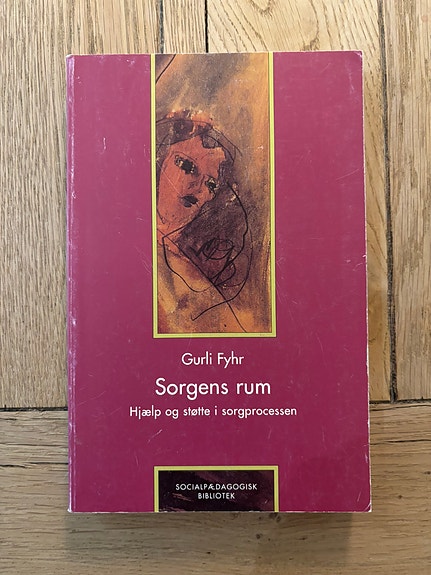 Gurli Fyhr
Sorgens rum
Hjælp og støtte i sorgprocessen
SOCIALPÆDAGOGISK
BIBLIOTEK